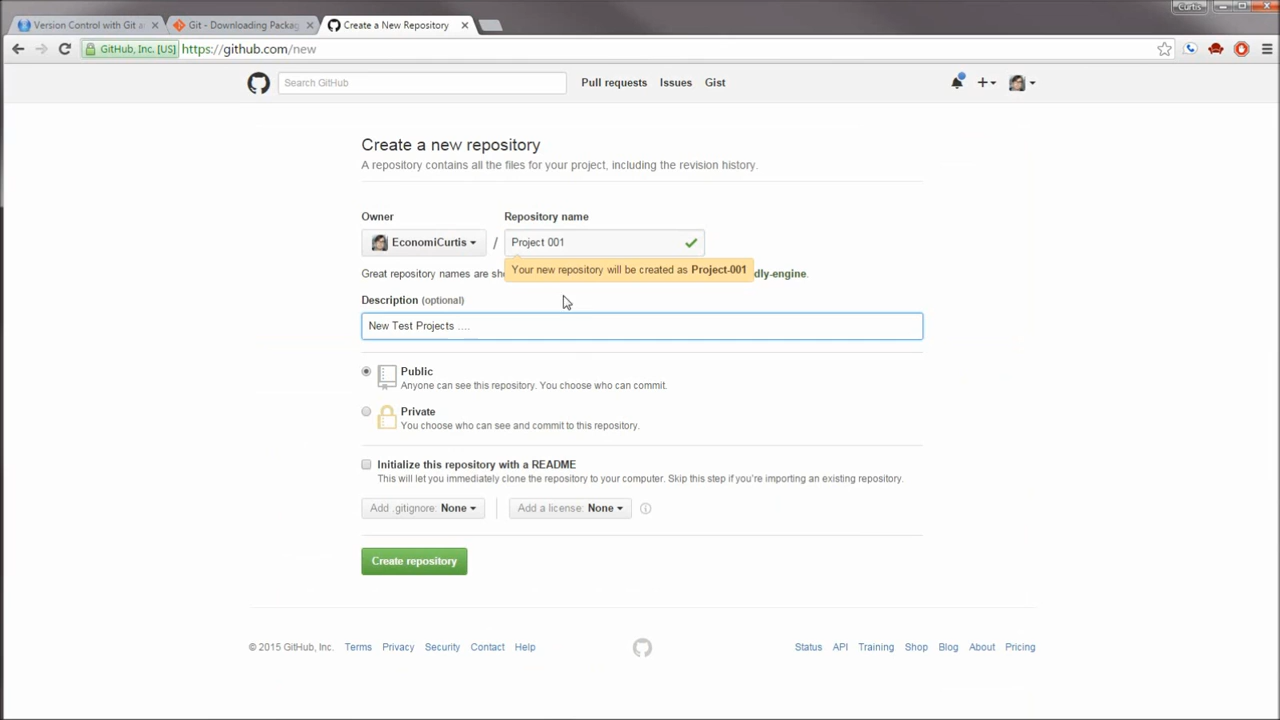 Curtis
Version Control with Git a
Git - Downloading Packag
Create a New Repository
GitHub, Inc. [US] https://github.com/new
Search GitHub
Pull requests Issues Gist
Create a new repository
A repository contains all the files for your project, including the revision history.
Owner Repository name
EconomiCurtis / Project 001
Your new repository will be created as Project-001
Great repository names are dly-engine.
Description (optional)
New Test Projects ....
Public
Anyone can see this repository. You choose who can commit.
Private
You choose who can see and commit to this repository.
Initialize this repository with a README
This will let you immediately clone the repository to your computer. Skip this step if you're importing an existing repository.
Add .gitignore: None Add a license: None
Create repository
© 2015 GitHub, Inc. Terms Privacy Security Contact Help Status API Training Shop Blog About Pricing